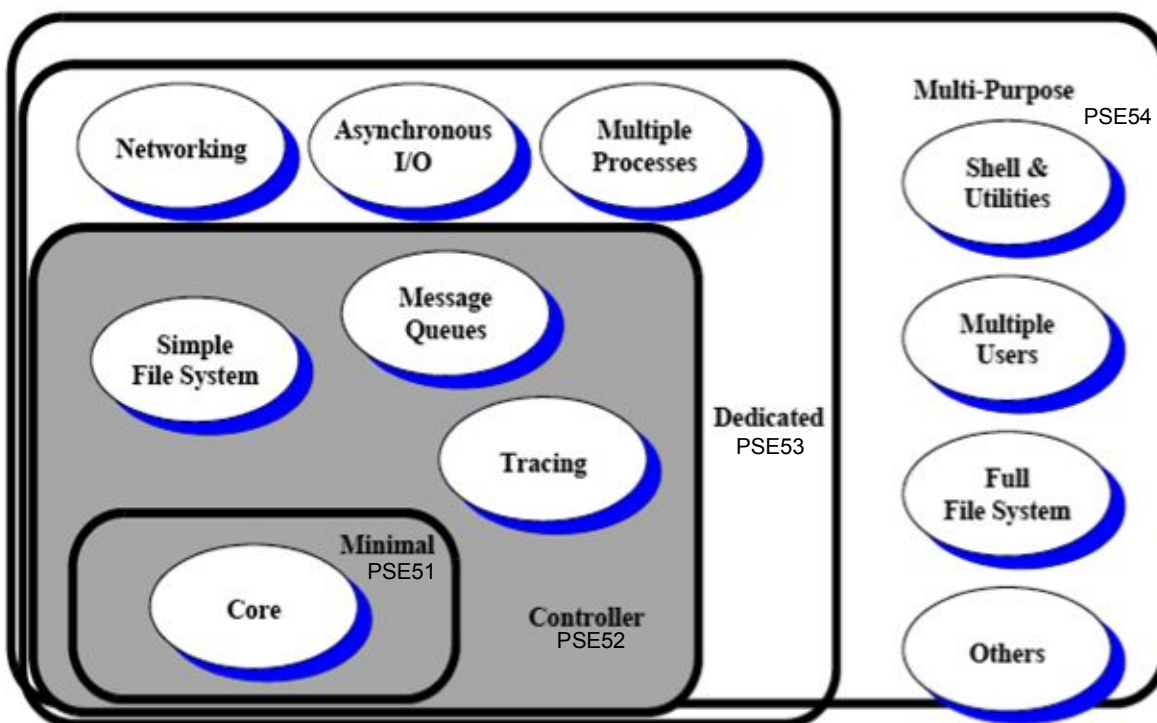 Networking
Asynchronous
I/O
Multiple
Processes
Multi-Purpose
PSE54
Shell &
Utilities
Message
Queues
Simple
File System
Multiple
Users
Dedicated
PSE53
Tracing
Full
File System
Minimal
PSE51
Core
Controller
PSE52
Others